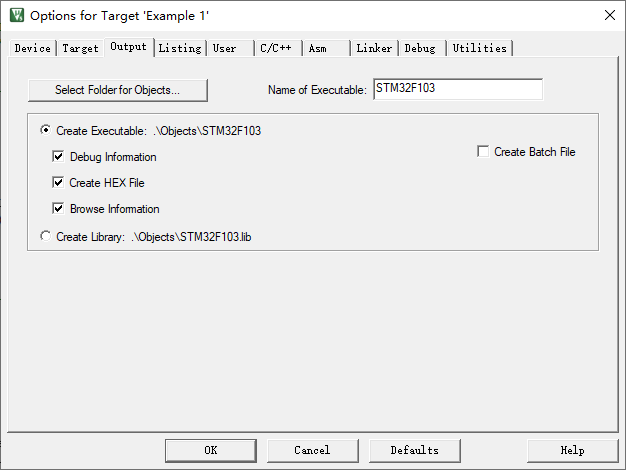 Options for Target 'Example 1'
Device Target Output Listing User C/C++ Asm Linker Debug Utilities
Select Folder for Objects... Name of Executable: STM32F103
Create Executable: .\Objects\STM32F103
Debug Information Create Batch File
Create HEX File
Browse Information
Create Library: .\Objects\STM32F103.lib
OK Cancel Defaults Help